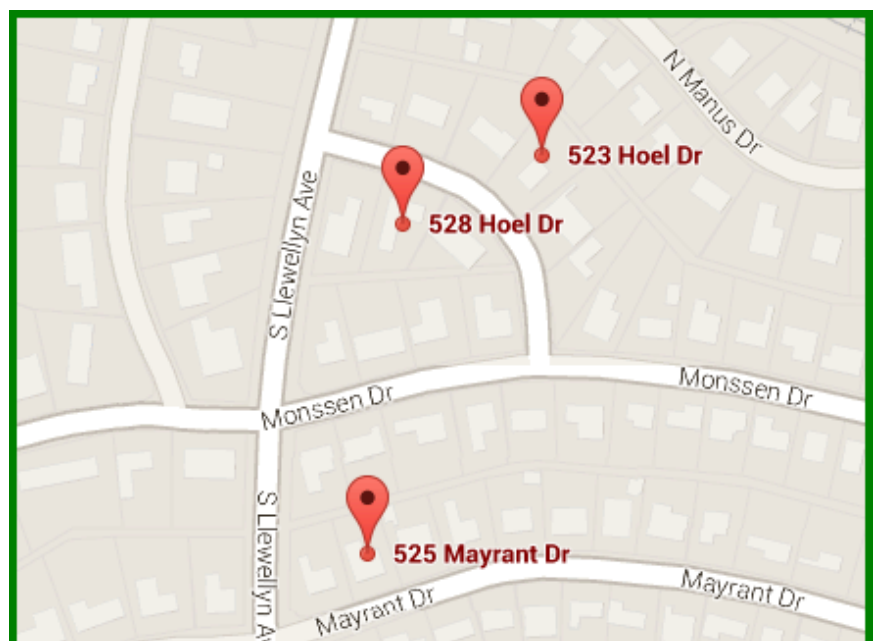 N Manus Dr
523 Hoel Dr
528 Hoel Dr
S Llewellyn Ave
Monssen Dr
Monssen Dr
S Llewellyn Av
525 Mayrant Dr
Mayrant Dr
Mayrant Dr